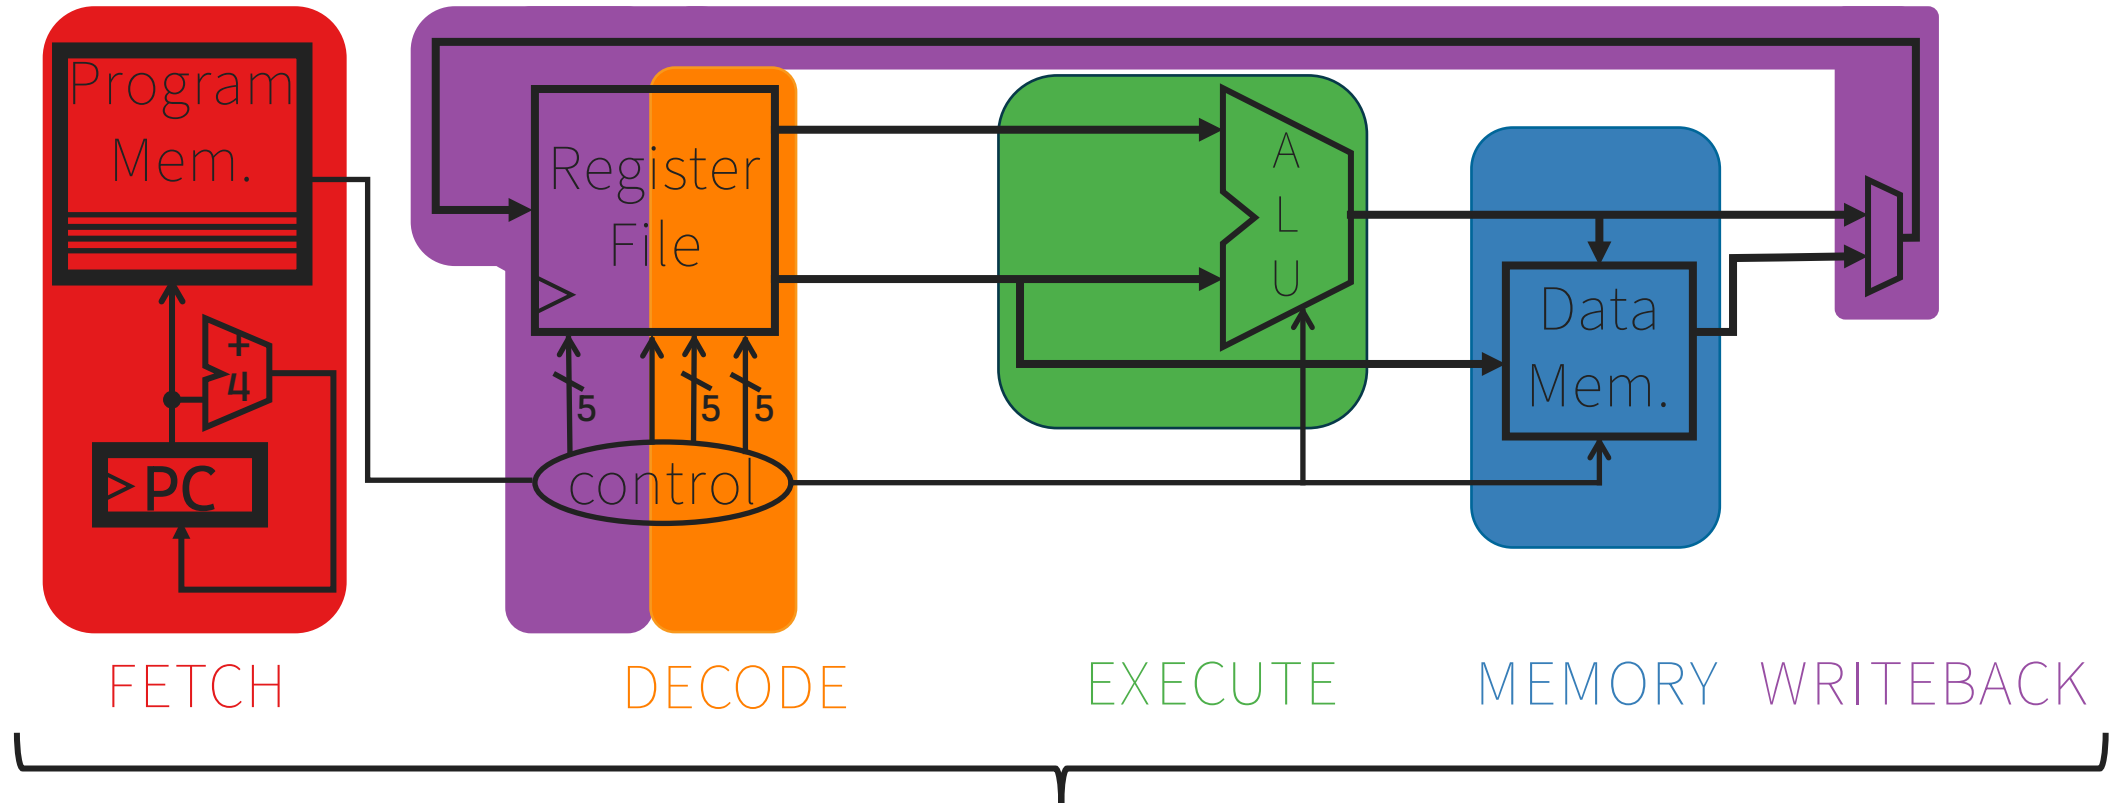 Program
Mem.
+
4
PC
Register
File
5
5
5
control
A
L
U
Data
Mem.
FETCH
DECODE
EXECUTE
MEMORY
WRITEBACK